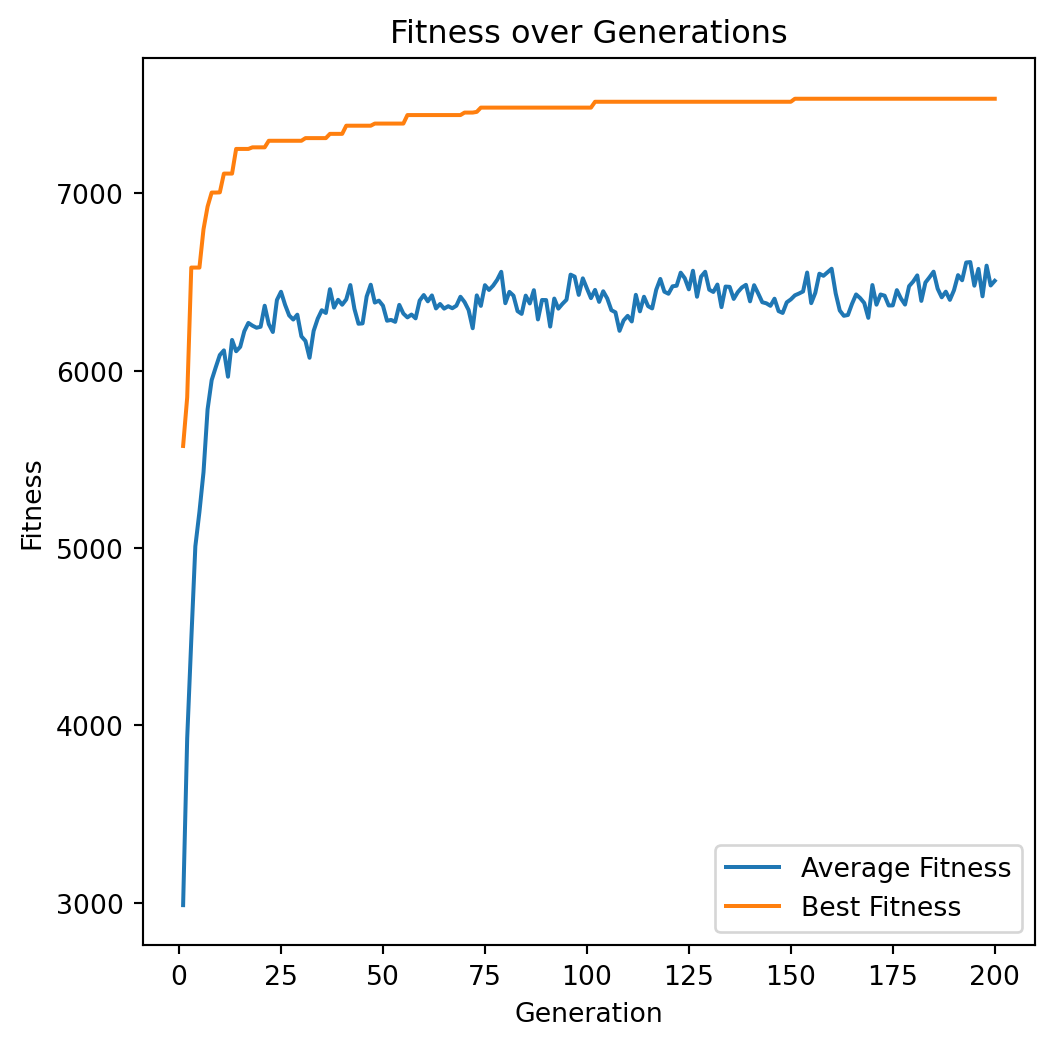 Fitness over Generations
Fitness
7000
6000
5000
4000
3000
Average Fitness
Best Fitness
0 25 50 75 100 125 150 175 200
Generation